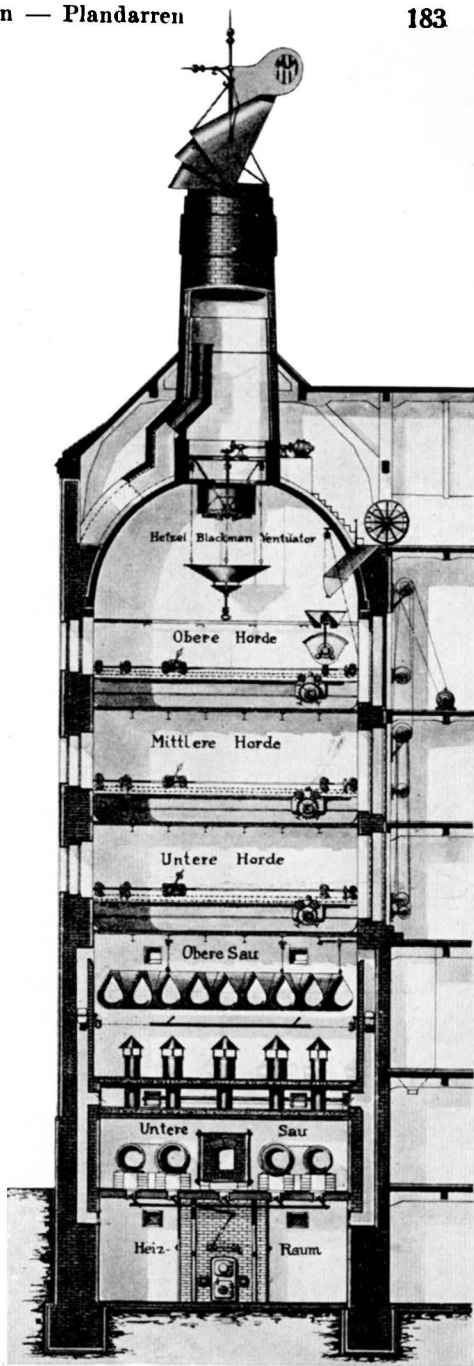 n — Plandarren 183
Hetzel Blackman Ventilator
Obere Horde
Mittlere Horde
Untere Horde
Obere Sau
Untere Sau
Heiz- Raum